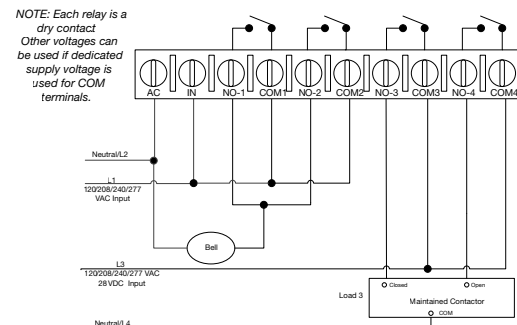 NOTE: Each relay is a
dry contact
Other voltages can
be used if dedicated
supply voltage is
used for COM
terminals.
AC IN NO-1 COM1 NO-2 COM2 NO-3 COM3 NO-4 COM4
Neutral/L2
L1
120/208/240/277
VAC Input
Bell
L3
120/208/240/277 VAC
28VDC Input
Closed
Open
Load 3
Maintained Contactor
COM
Neutral/L4